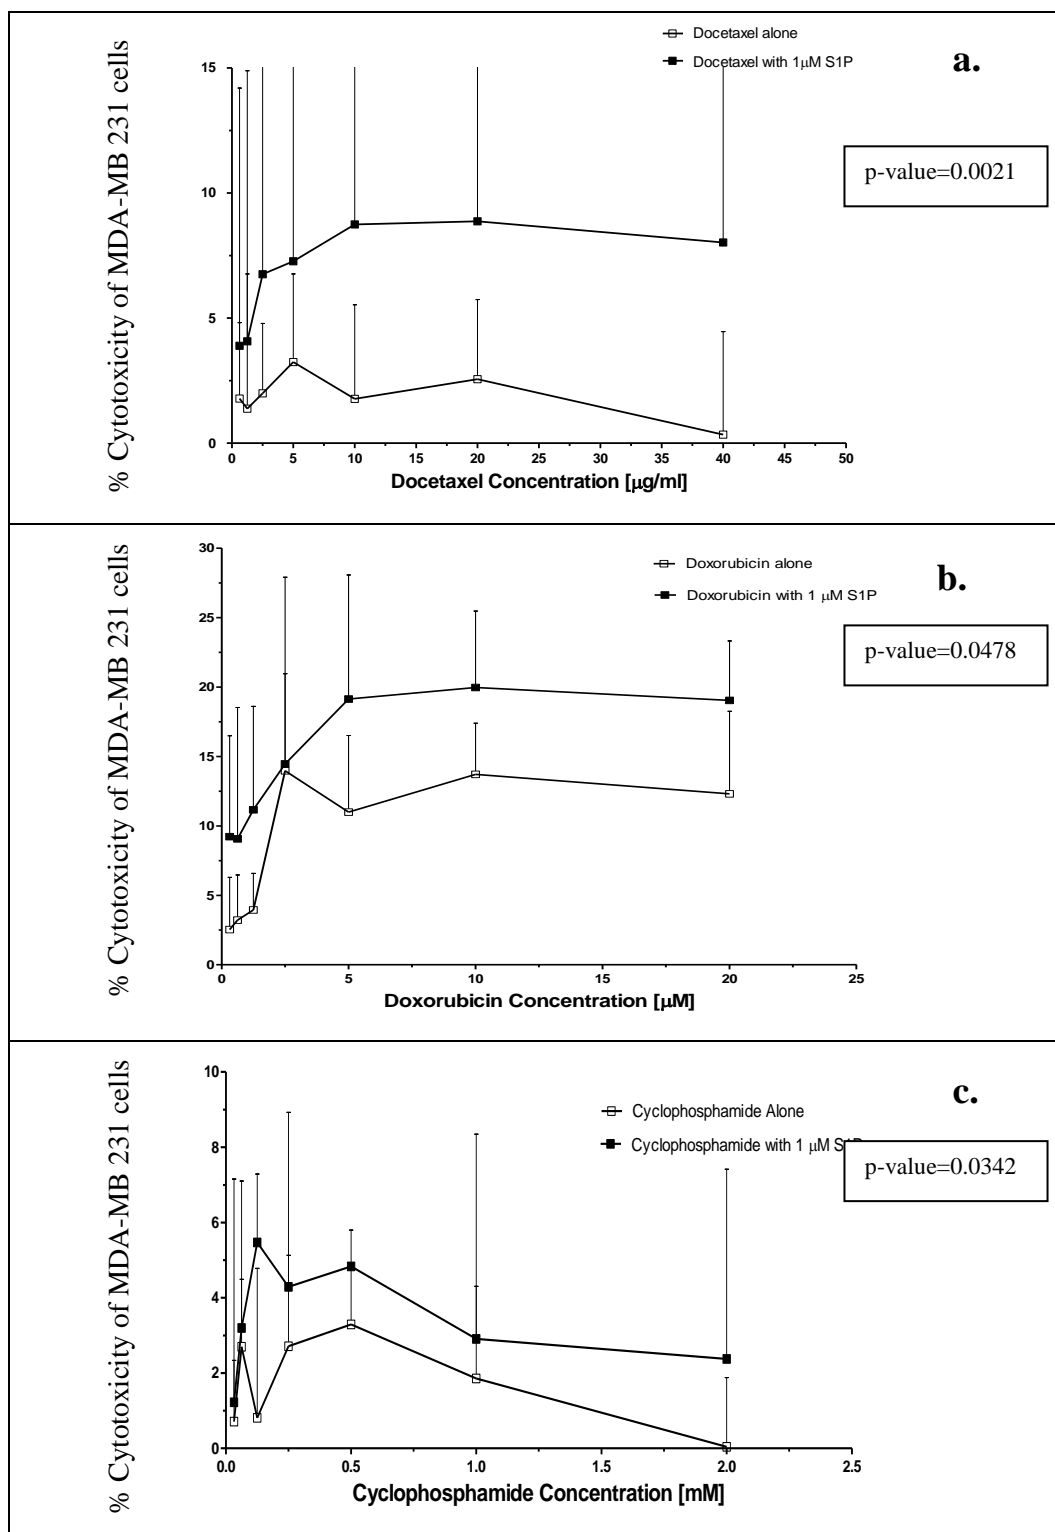 Docetaxel alone
Docetaxel with 1μM S1P
a.
p-value=0.0021
% Cytotoxicity of MDA-MB 231 cells
15
10
5
0
0 5 10 15 20 25 30 35 40 45 50
Docetaxel Concentration [μg/ml]
Doxorubicin alone
Doxorubicin with 1 μM S1P
b.
p-value=0.0478
% Cytotoxicity of MDA-MB 231 cells
30
25
20
15
10
5
0
0 5 10 15 20 25
Doxorubicin Concentration [μM]
Cyclophosphamide Alone
Cyclophosphamide with 1 μM S1P
c.
p-value=0.0342
% Cytotoxicity of MDA-MB 231 cells
10
8
6
4
2
0
0.0 0.5 1.0 1.5 2.0 2.5
Cyclophosphamide Concentration [mM]